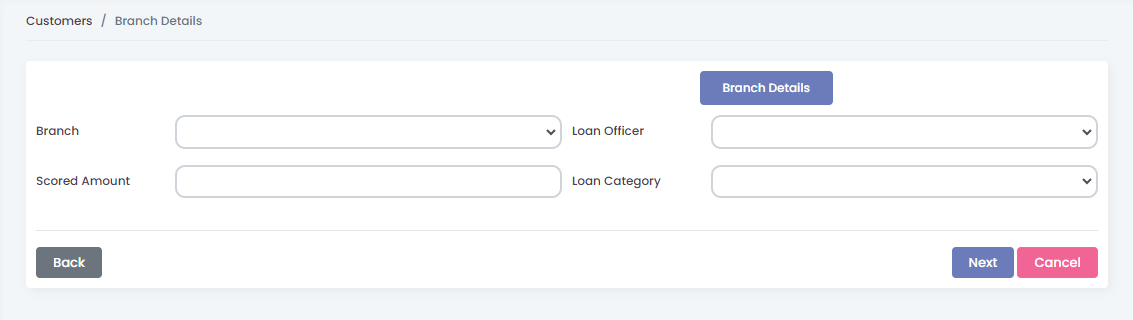 Customers / Branch Details
Branch Details
Branch Loan Officer
Scored Amount Loan Category
Back Next Cancel